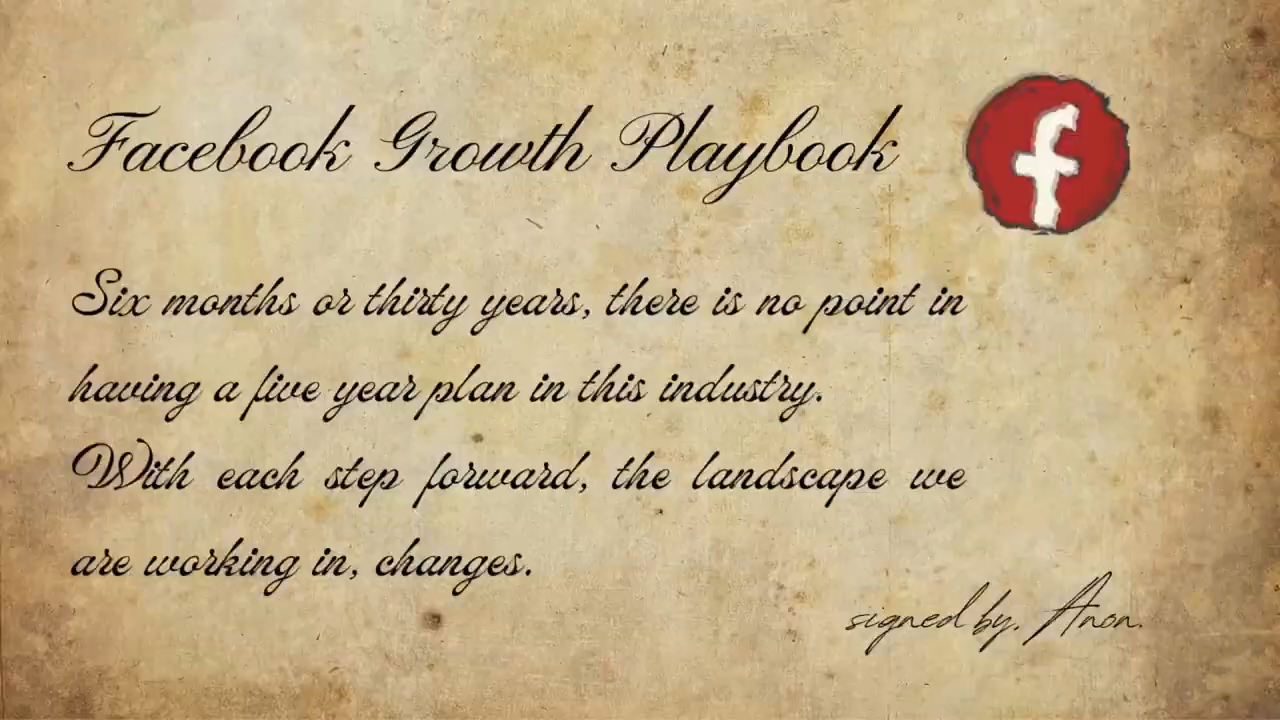 Facebook Growth Playbook
f
Six months or thirty years, there is no point in
having a five year plan in this industry.
With each step forward, the landscape we
are working in, changes.
signed by, Anon.